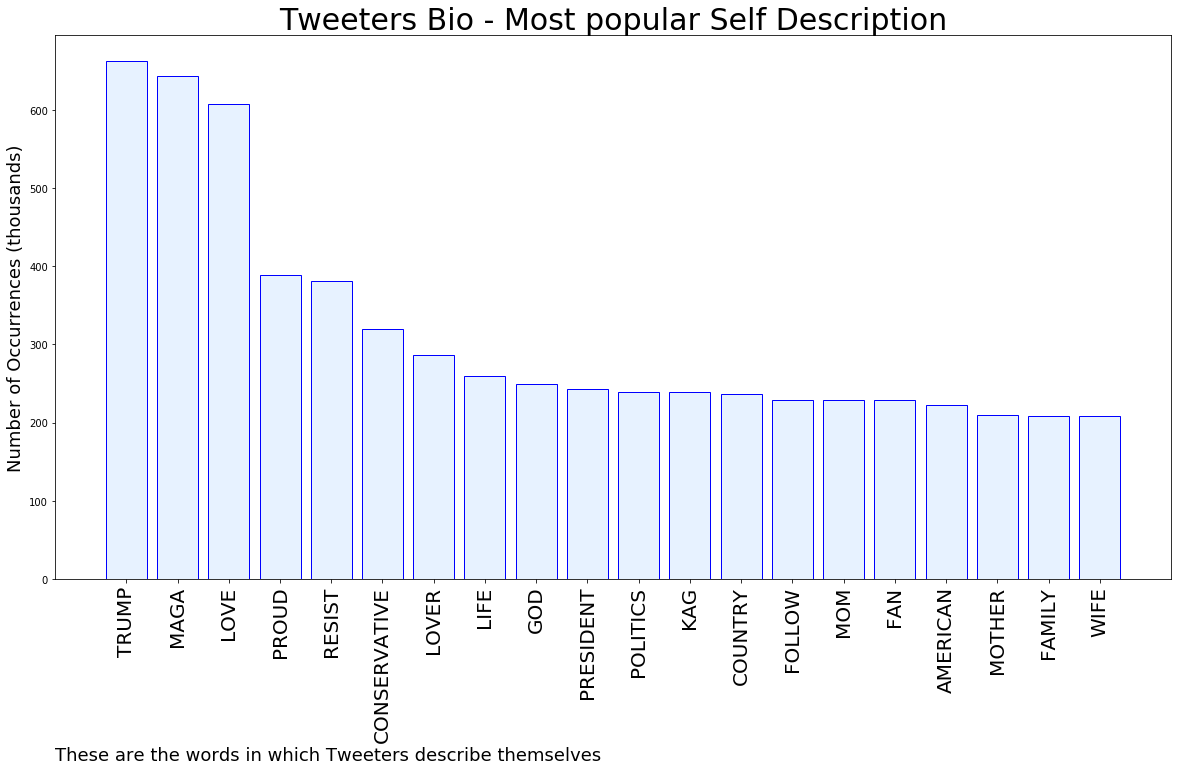 Tweeters Bio - Most popular Self Description
Number of Occurrences (thousands)
600
500
400
300
200
100
0
TRUMP
MAGA
LOVE
PROUD
RESIST
CONSERVATIVE
LOVER
LIFE
GOD
PRESIDENT
POLITICS
KAG
COUNTRY
FOLLOW
MOM
FAN
AMERICAN
MOTHER
FAMILY
WIFE
These are the words in which Tweeters describe themselves